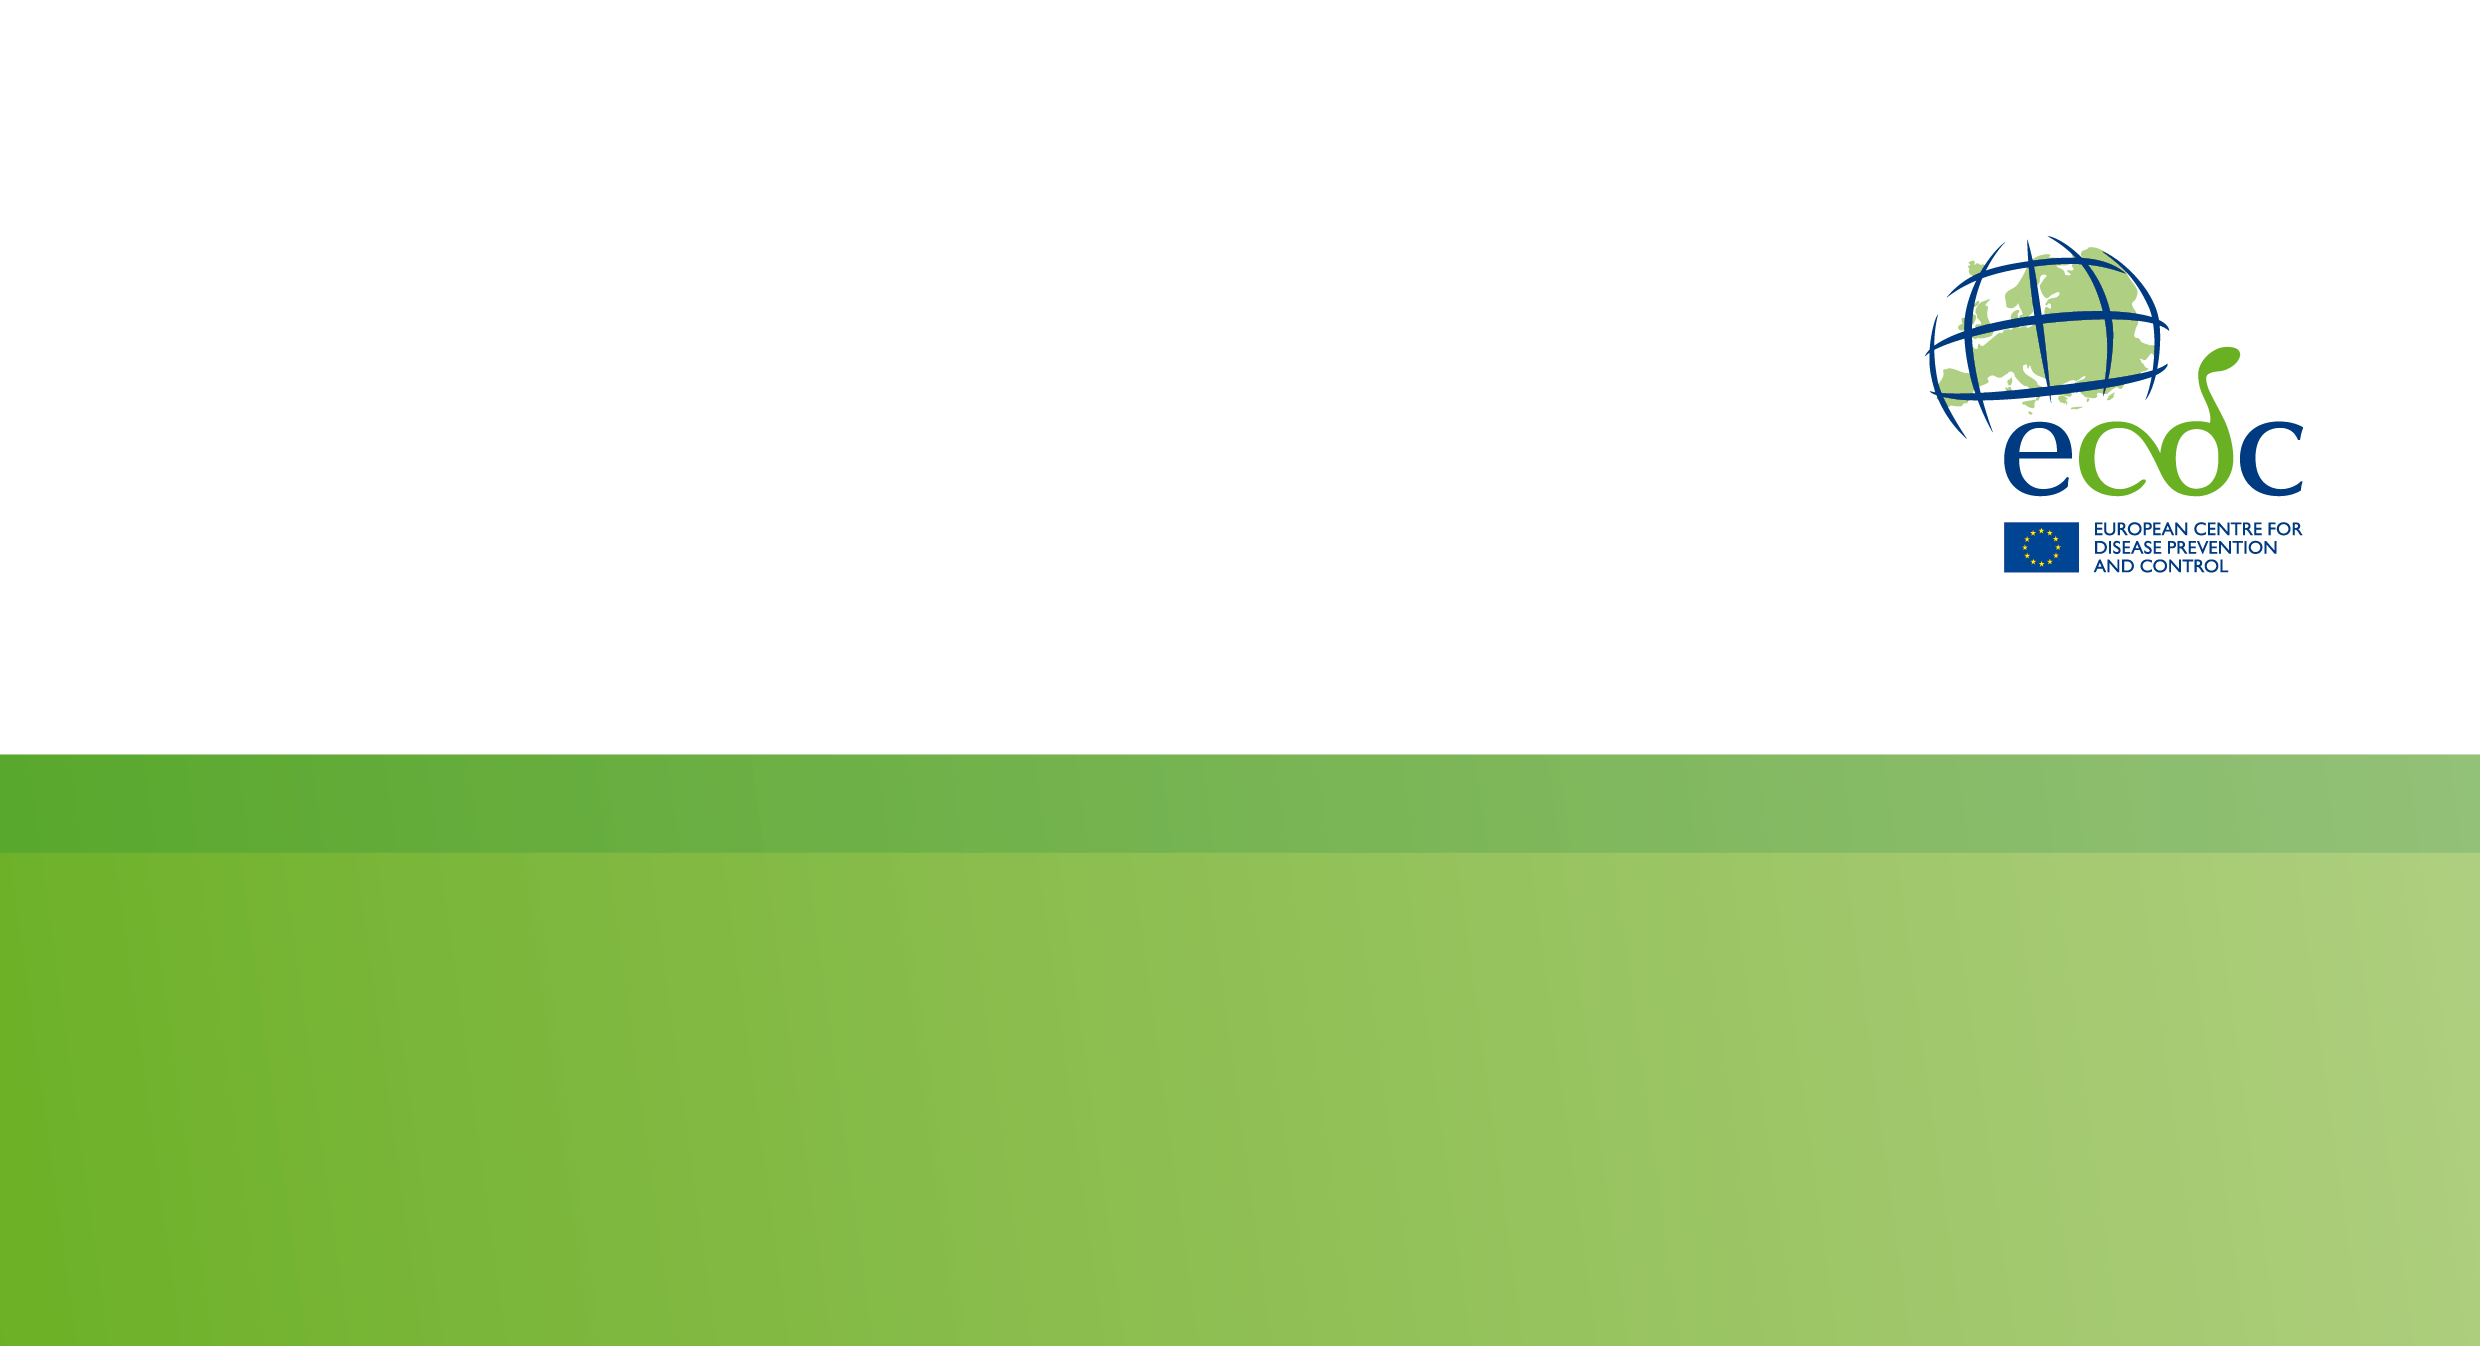 ecdc
EUROPEAN CENTRE FOR
DISEASE PREVENTION
AND CONTROL